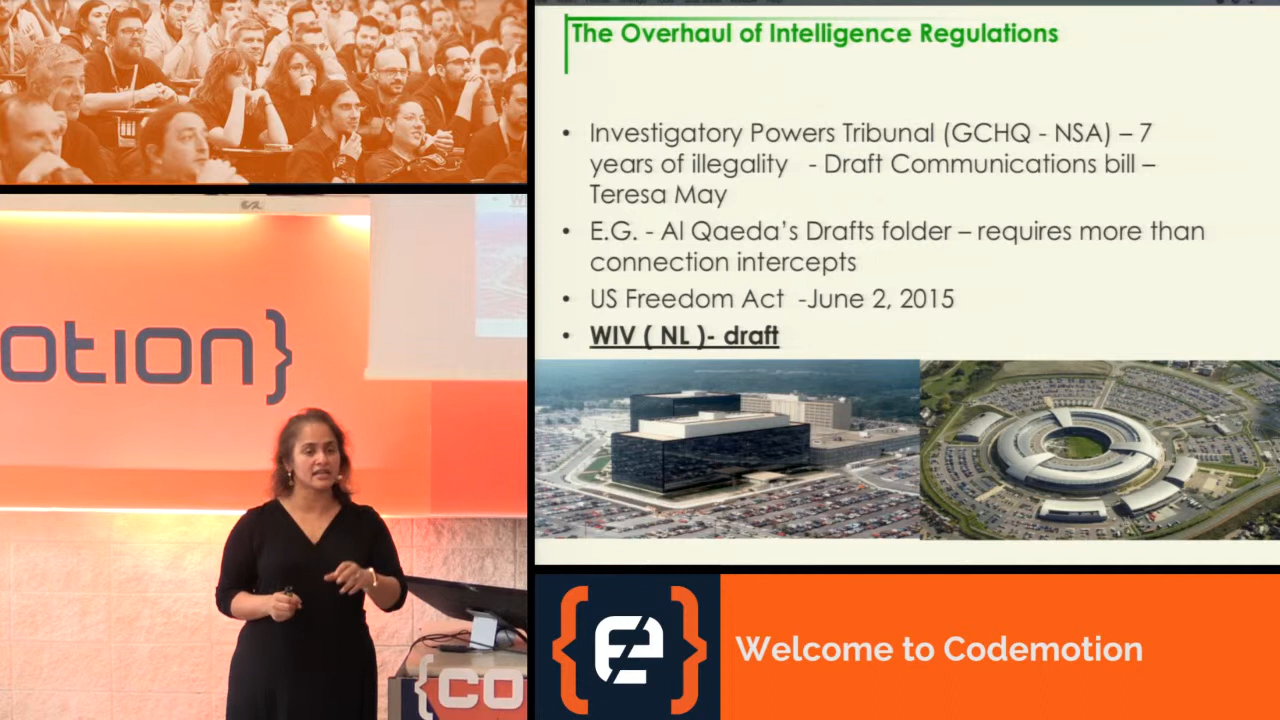 The Overhaul of Intelligence Regulations
• Investigatory Powers Tribunal (GCHQ - NSA) – 7
years of illegality - Draft Communications bill –
Teresa May
• E.G. - Al Qaeda's Drafts folder – requires more than
connection intercepts
• US Freedom Act -June 2, 2015
• WIV ( NL )- draft
otion}
{CO
Welcome to Codemotion